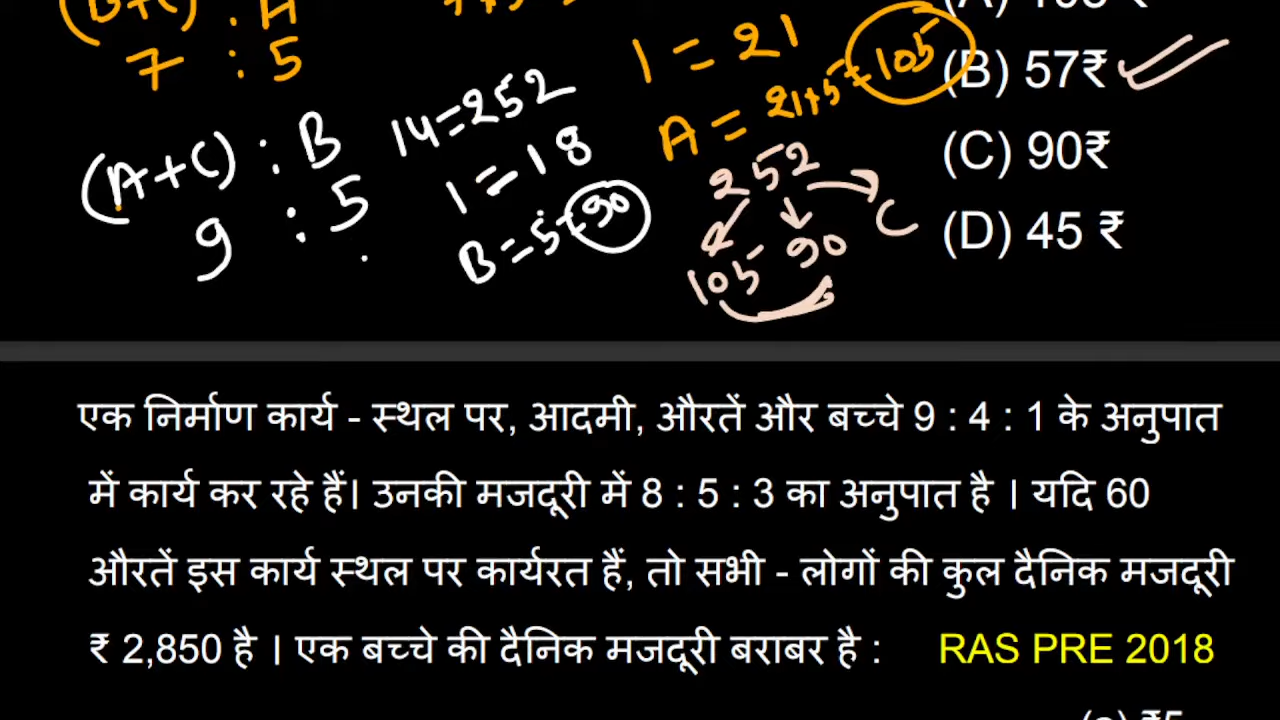 (B+C) : A
7 : 5
1 = 21
A = 21+5=105
(B) 57₹
(A+C) : B 14=252
9 : 5 1=18
B=5=90
252
105 90 C
(C) 90₹
(D) 45 ₹
एक निर्माण कार्य - स्थल पर, आदमी, औरतें और बच्चे 9 : 4 : 1 के अनुपात
में कार्य कर रहे हैं। उनकी मजदूरी में 8 : 5 : 3 का अनुपात है । यदि 60
औरतें इस कार्य स्थल पर कार्यरत हैं, तो सभी - लोगों की कुल दैनिक मजदूरी
₹ 2,850 है । एक बच्चे की दैनिक मजदूरी बराबर है : RAS PRE 2018